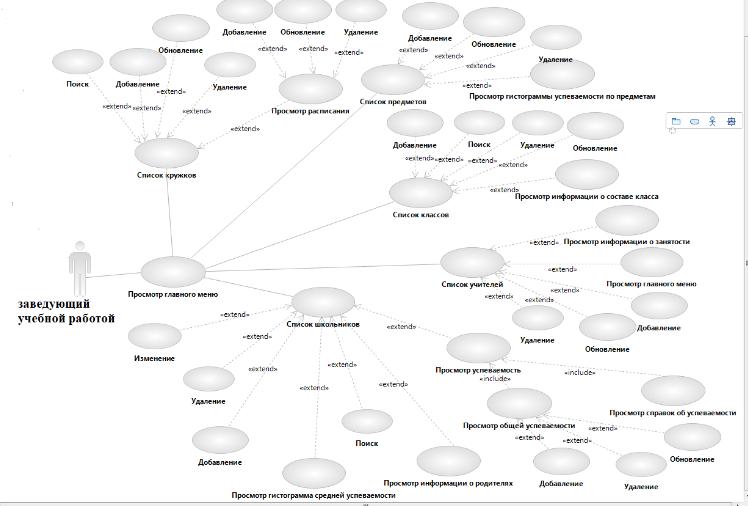 Добавление
Обновление
Удаление
Добавление
Обновление
Обновление
Удаление
Поиск
Добавление
Удаление
«extend»
«extend»
«extend»
«extend»
«extend»
«extend»
«extend»
«extend»
«extend»
«extend»
«extend»
«extend»
Просмотр расписания
Список предметов
Просмотр гистограммы успеваемости по предметам
Список кружков
Добавление
Поиск
Удаление
Обновление
«extend»
«extend»
«extend»
«extend»
«extend»
Список классов
Просмотр информации о составе класса
Просмотр информации о занятости
«extend»
Просмотр главного меню
Список учителей
«extend»
Просмотр главного меню
«extend»
«extend»
«extend»
Добавление
Удаление
Обновление
заведующий
учебной работой
Список школьников
«extend»
«extend»
Изменение
Просмотр успеваемость
«extend»
«include»
«include»
«extend»
«extend»
Удаление
Просмотр справок об успеваемости
Просмотр общей успеваемости
«extend»
«extend»
«extend»
Поиск
Добавление
Обновление
Просмотр информации о родителях
Добавление
Удаление
Просмотр гистограмма средней успеваемости